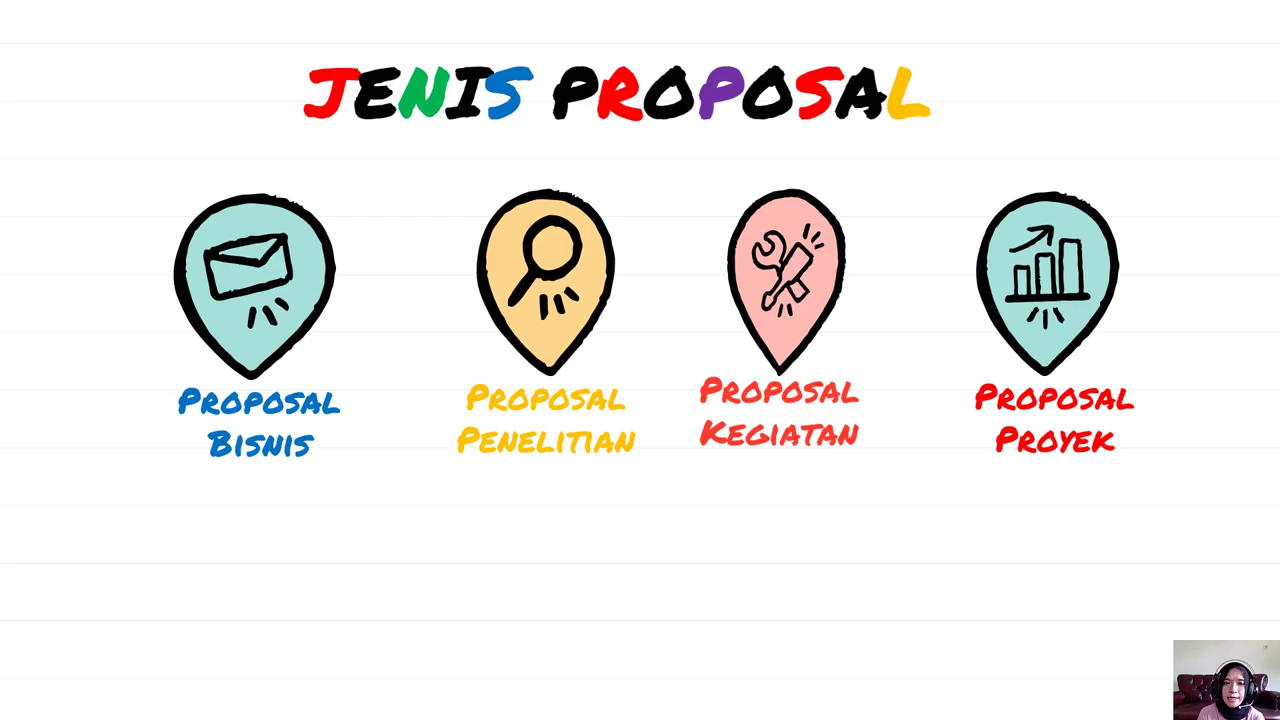 JENIS PROPOSAL
PROPOSAL
BISNIS
PROPOSAL
PENELITIAN
PROPOSAL
KEGIATAN
PROPOSAL
PROYEK